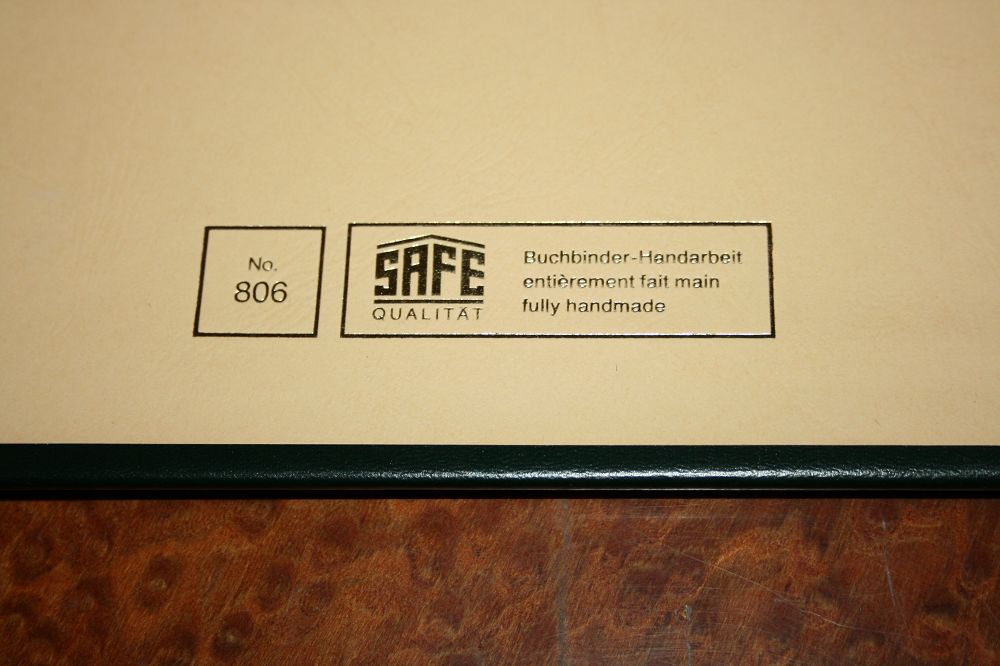 No.
806
SAFE
QUALITÄT
Buchbinder-Handarbeit
entièrement fait main
fully handmade